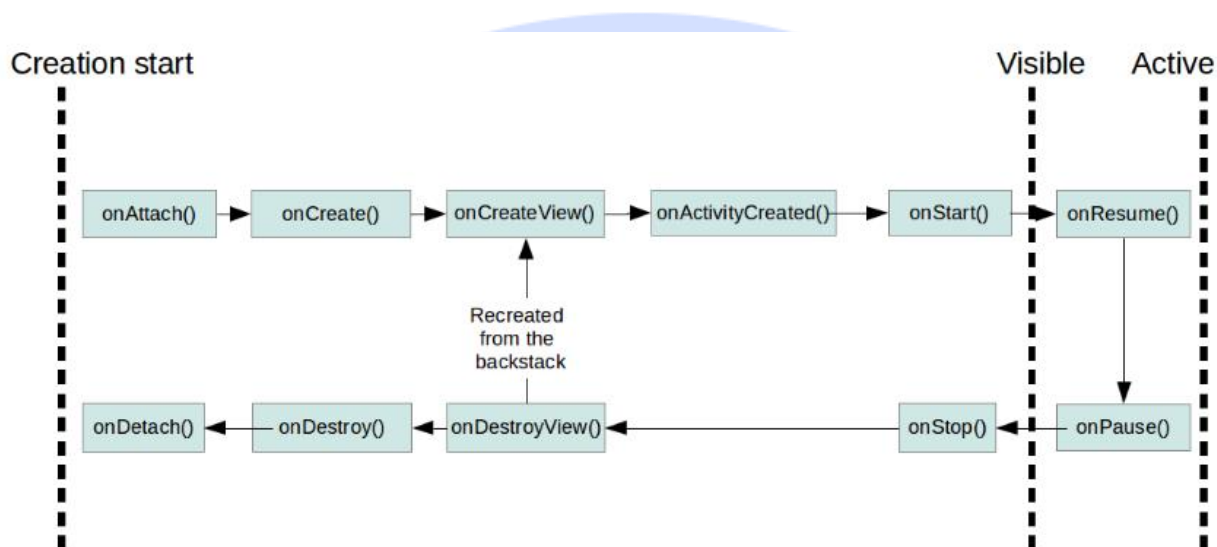 Creation start
Visible
Active
onAttach()
onCreate()
onCreateView()
onActivityCreated()
onStart()
onResume()
Recreated
from the
backstack
onDetach()
onDestroy()
onDestroyView()
onStop()
onPause()